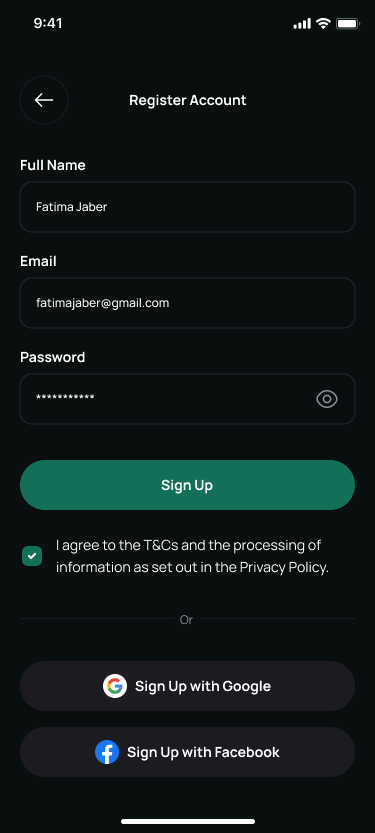 9:41
Register Account
Full Name
Fatima Jaber
Email
fatimajaber@gmail.com
Password
***********
Sign Up
I agree to the T&Cs and the processing of
information as set out in the Privacy Policy.
Or
Sign Up with Google
Sign Up with Facebook